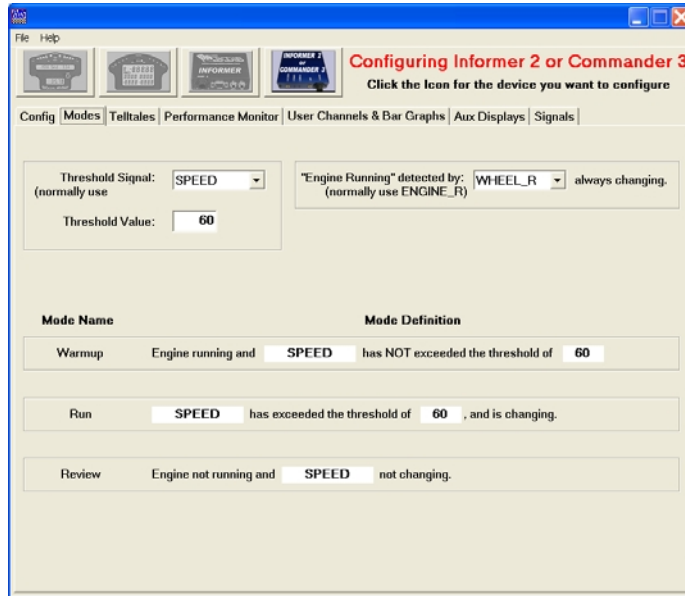 File Help
INFORMER
INFORMER 2
or
COMMANDER 3
Configuring Informer 2 or Commander 3
Click the Icon for the device you want to configure
Config Modes Telltales Performance Monitor User Channels & Bar Graphs Aux Displays Signals
Threshold Signal: SPEED
(normally use
Threshold Value: 60
"Engine Running" detected by: WHEEL_R always changing.
(normally use ENGINE_R)
Mode Name Mode Definition
Warmup Engine running and SPEED has NOT exceeded the threshold of 60
Run SPEED has exceeded the threshold of 60 , and is changing.
Review Engine not running and SPEED not changing.